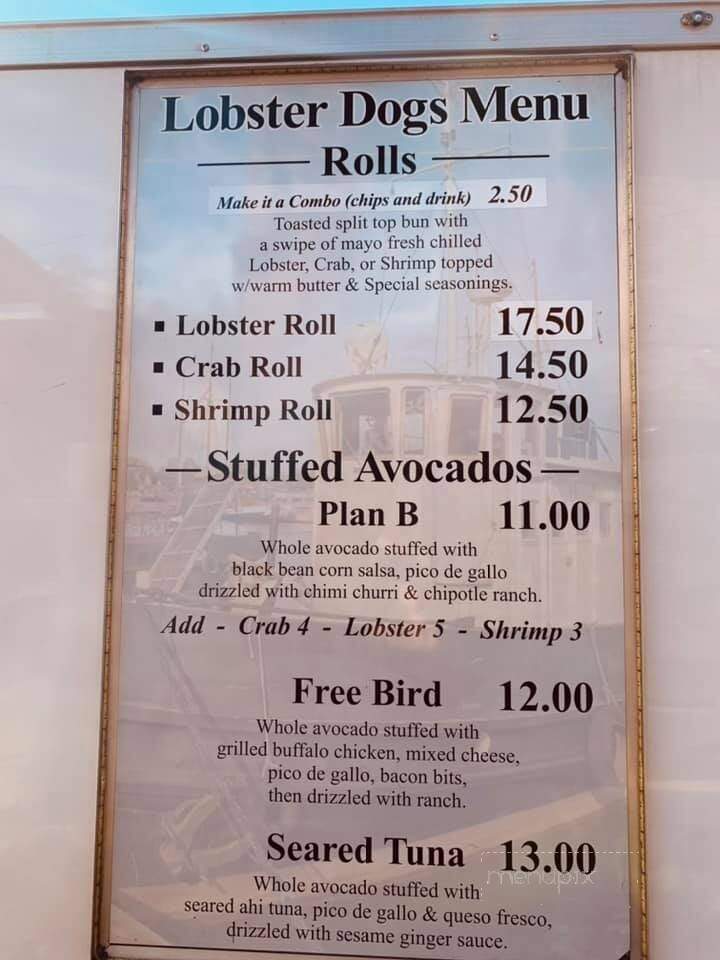 Lobster Dogs Menu
Rolls
Make it a Combo (chips and drink) 2.50
Toasted split top bun with
a swipe of mayo fresh chilled
Lobster, Crab, or Shrimp topped
w/warm butter & Special seasonings.
▪ Lobster Roll 17.50
▪ Crab Roll 14.50
▪ Shrimp Roll 12.50
— Stuffed Avocados —
Plan B 11.00
Whole avocado stuffed with
black bean corn salsa, pico de gallo
drizzled with chimi churri & chipotle ranch.
Add - Crab 4 - Lobster 5 - Shrimp 3
Free Bird 12.00
Whole avocado stuffed with
grilled buffalo chicken, mixed cheese,
pico de gallo, bacon bits,
then drizzled with ranch.
Seared Tuna 13.00
menupix
Whole avocado stuffed with
seared ahi tuna, pico de gallo & queso fresco,
drizzled with sesame ginger sauce.